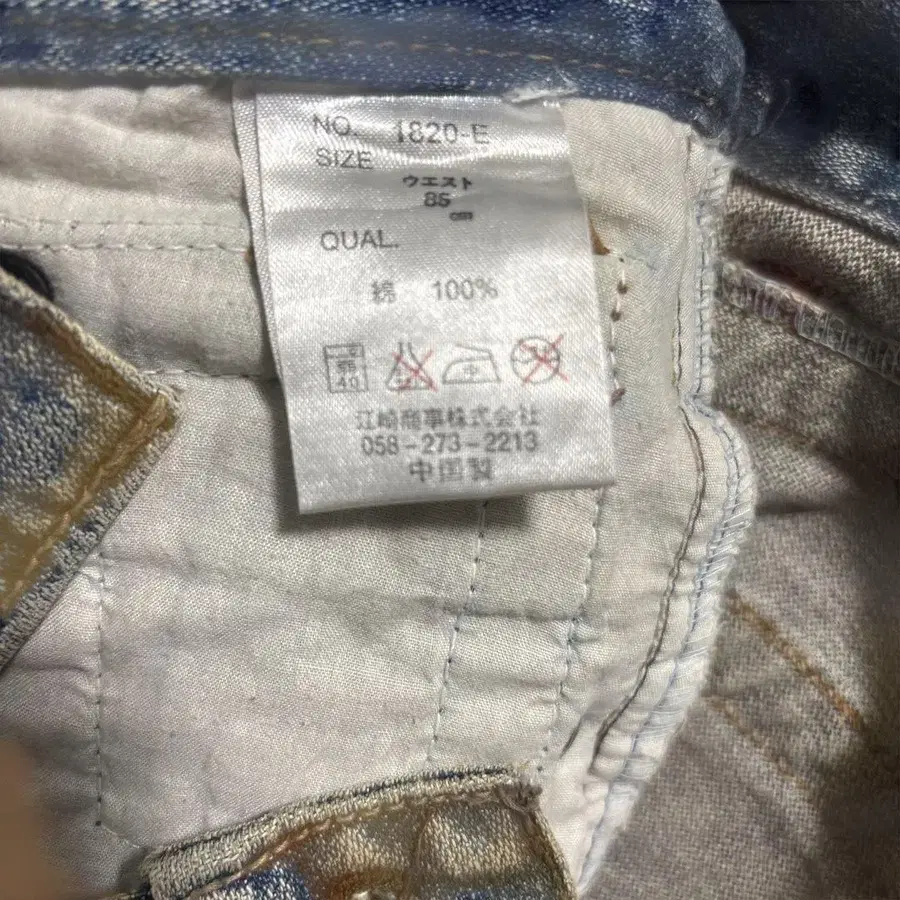 NO. 1820-E
SIZE
ウエスト
85
cm
QUAL.
綿 100%
40
江崎商事株式会社
058-273-2213
中国製